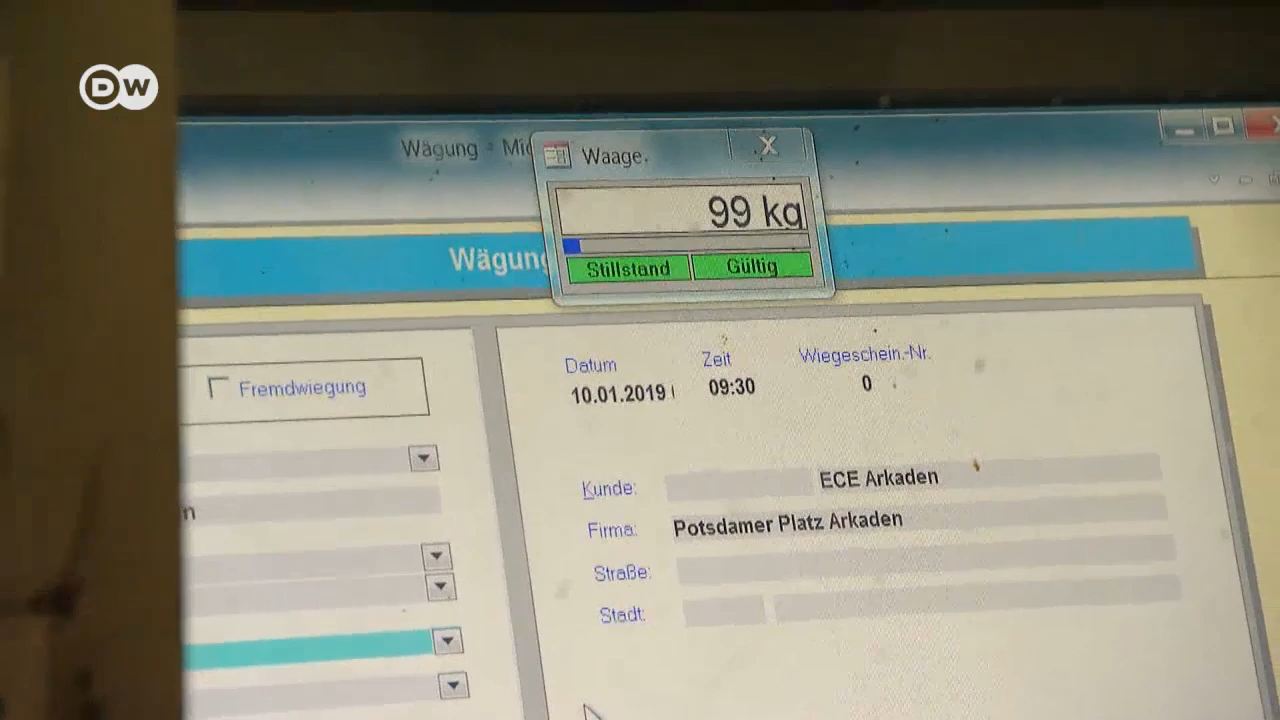 DW
Wägung - Mic
Waage.
X
99 kg
Wägung
Stillstand
Gültig
Fremdwiegung
Datum
Zeit
Wiegeschein.-Nr.
10.01.2019
09:30
0
n
Kunde:
ECE Arkaden
Firma:
Potsdamer Platz Arkaden
Straße:
Stadt: